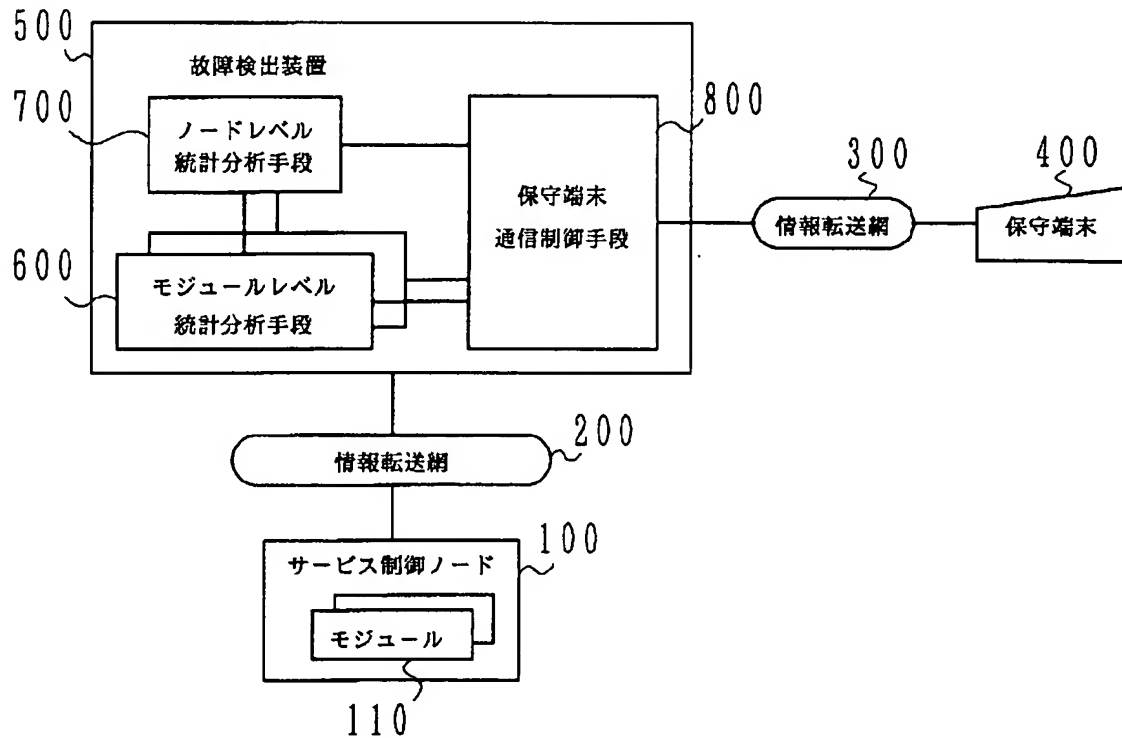 500
故障検出装置
700
ノードレベル
統計分析手段
800
保守端末
通信制御手段
300
情報転送網
400
保守端末
600
モジュールレベル
統計分析手段
200
情報転送網
100
サービス制御ノード
モジュール
110